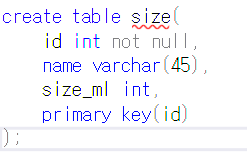 create table size(
    id int not null,
    name varchar(45),
    size_ml int,
    primary key(id)
);